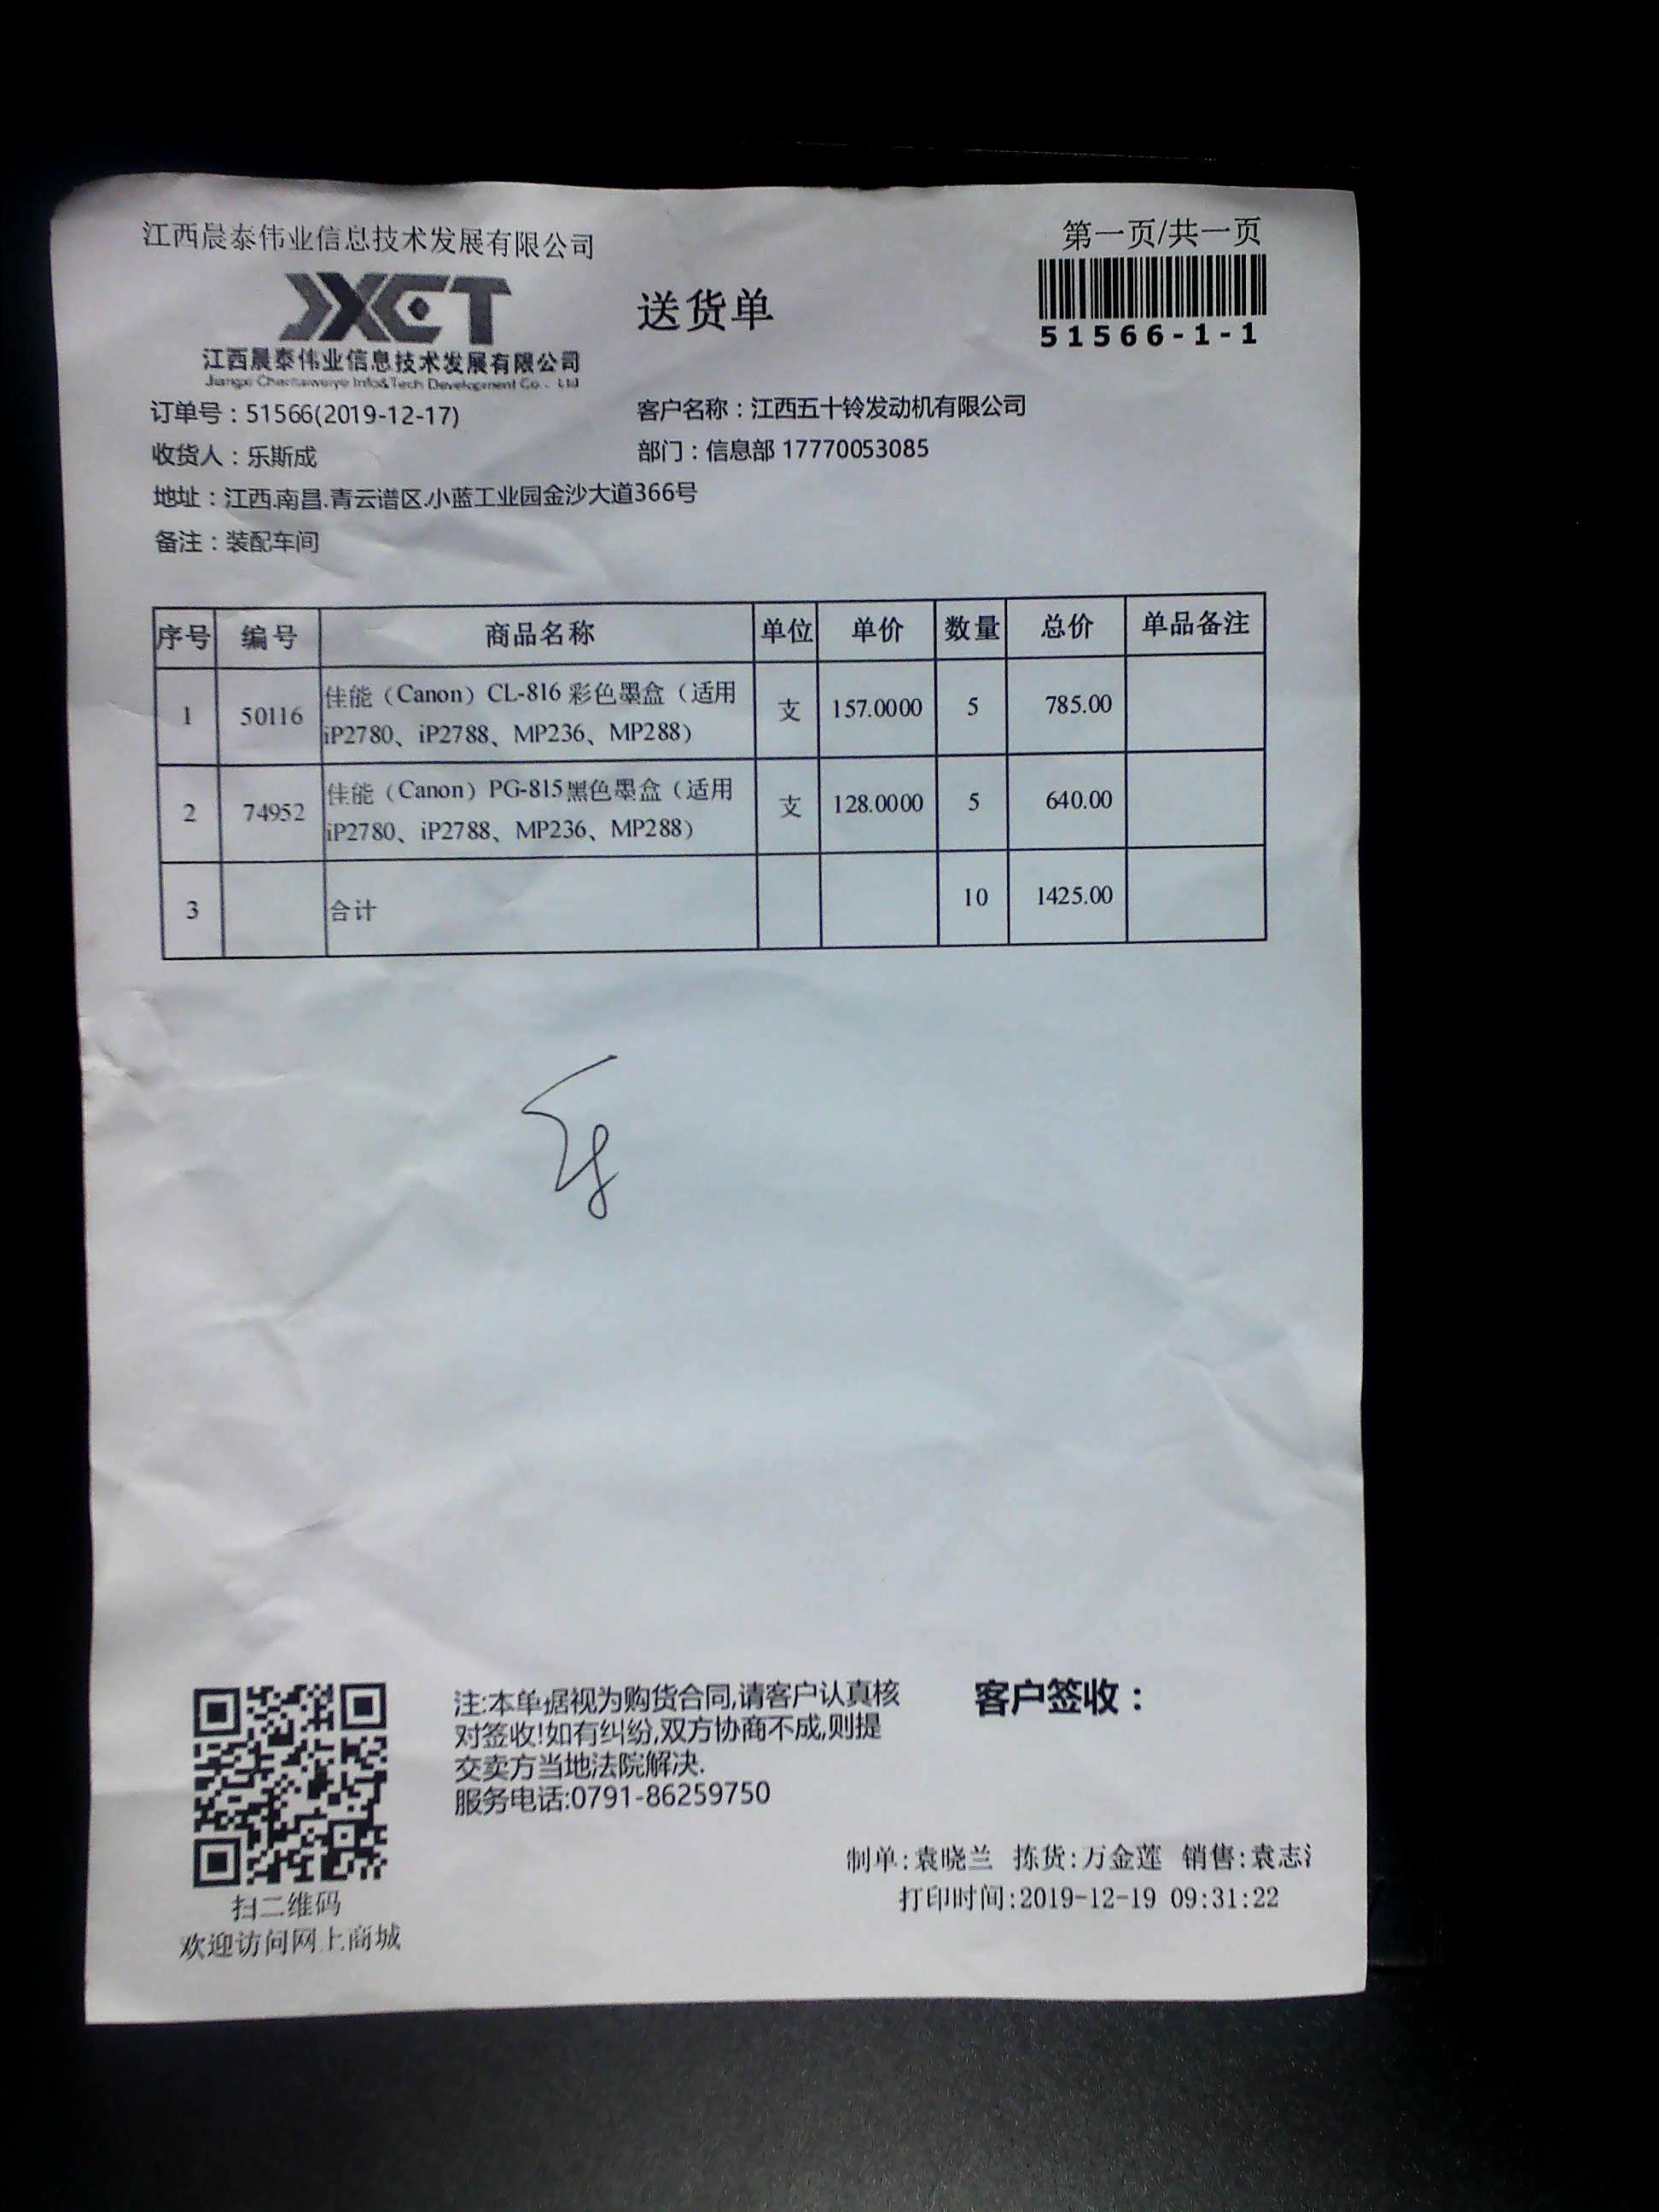 江西晨泰伟业信息技术发展有限公司
第一页/共一页
JXCT
送货单
51566-1-1
江西晨泰伟业信息技术发展有限公司
Jiangxi Chentaiweiye Info&Tech Development Co., Ltd
订单号：51566(2019-12-17)
客户名称：江西五十铃发动机有限公司
收货人：乐斯成
部门：信息部 17770053085
地址：江西.南昌.青云谱区.小蓝工业园金沙大道366号
备注：装配车间
序号 编号 商品名称 单位 单价 数量 总价 单品备注
1 50116 佳能（Canon）CL-816 彩色墨盒（适用 支 157.0000 5 785.00
iP2780、iP2788、MP236、MP288）
2 74952 佳能（Canon）PG-815黑色墨盒（适用 支 128.0000 5 640.00
iP2780、iP2788、MP236、MP288）
3 合计 10 1425.00
注:本单据视为购货合同,请客户认真核
对签收!如有纠纷,双方协商不成,则提
交卖方当地法院解决.
服务电话:0791-86259750
客户签收：
制单:袁晓兰 拣货:万金莲 销售:袁志
打印时间:2019-12-19 09:31:22
扫二维码
欢迎访问网上商城